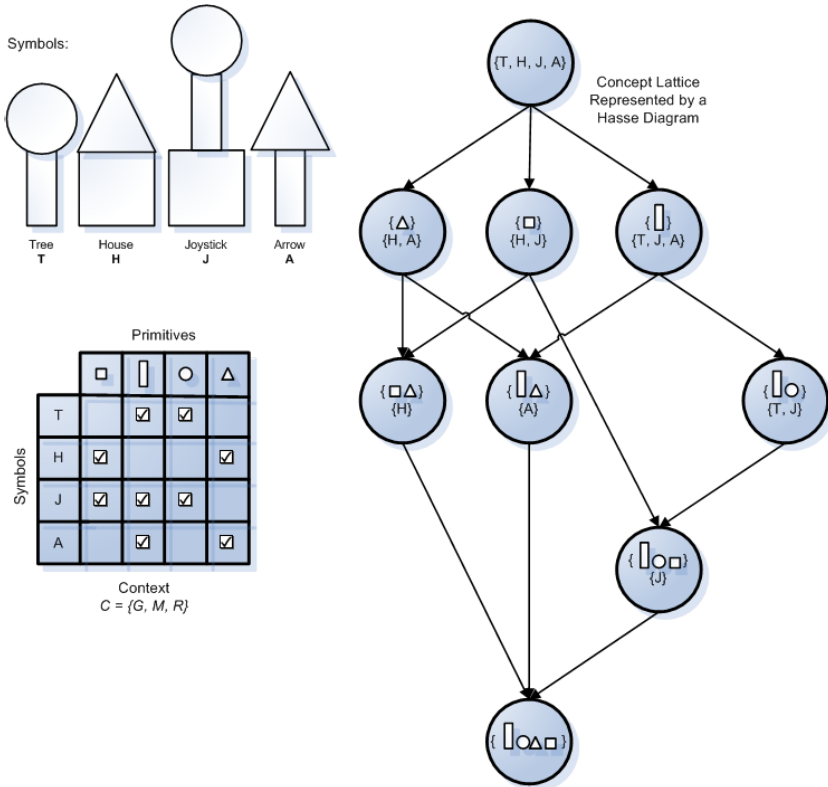 Symbols:
Tree
T
House
H
Joystick
J
Arrow
A
Primitives
Symbols
T
H
J
A
Context
C = {G, M, R}
Concept Lattice
Represented by a
Hasse Diagram
{T, H, J, A}
{△}
{H, A}
{□}
{H, J}
{▯}
{T, J, A}
{□△}
{H}
{▯△}
{A}
{▯○}
{T, J}
{▯○□}
{J}
{▯○△□}